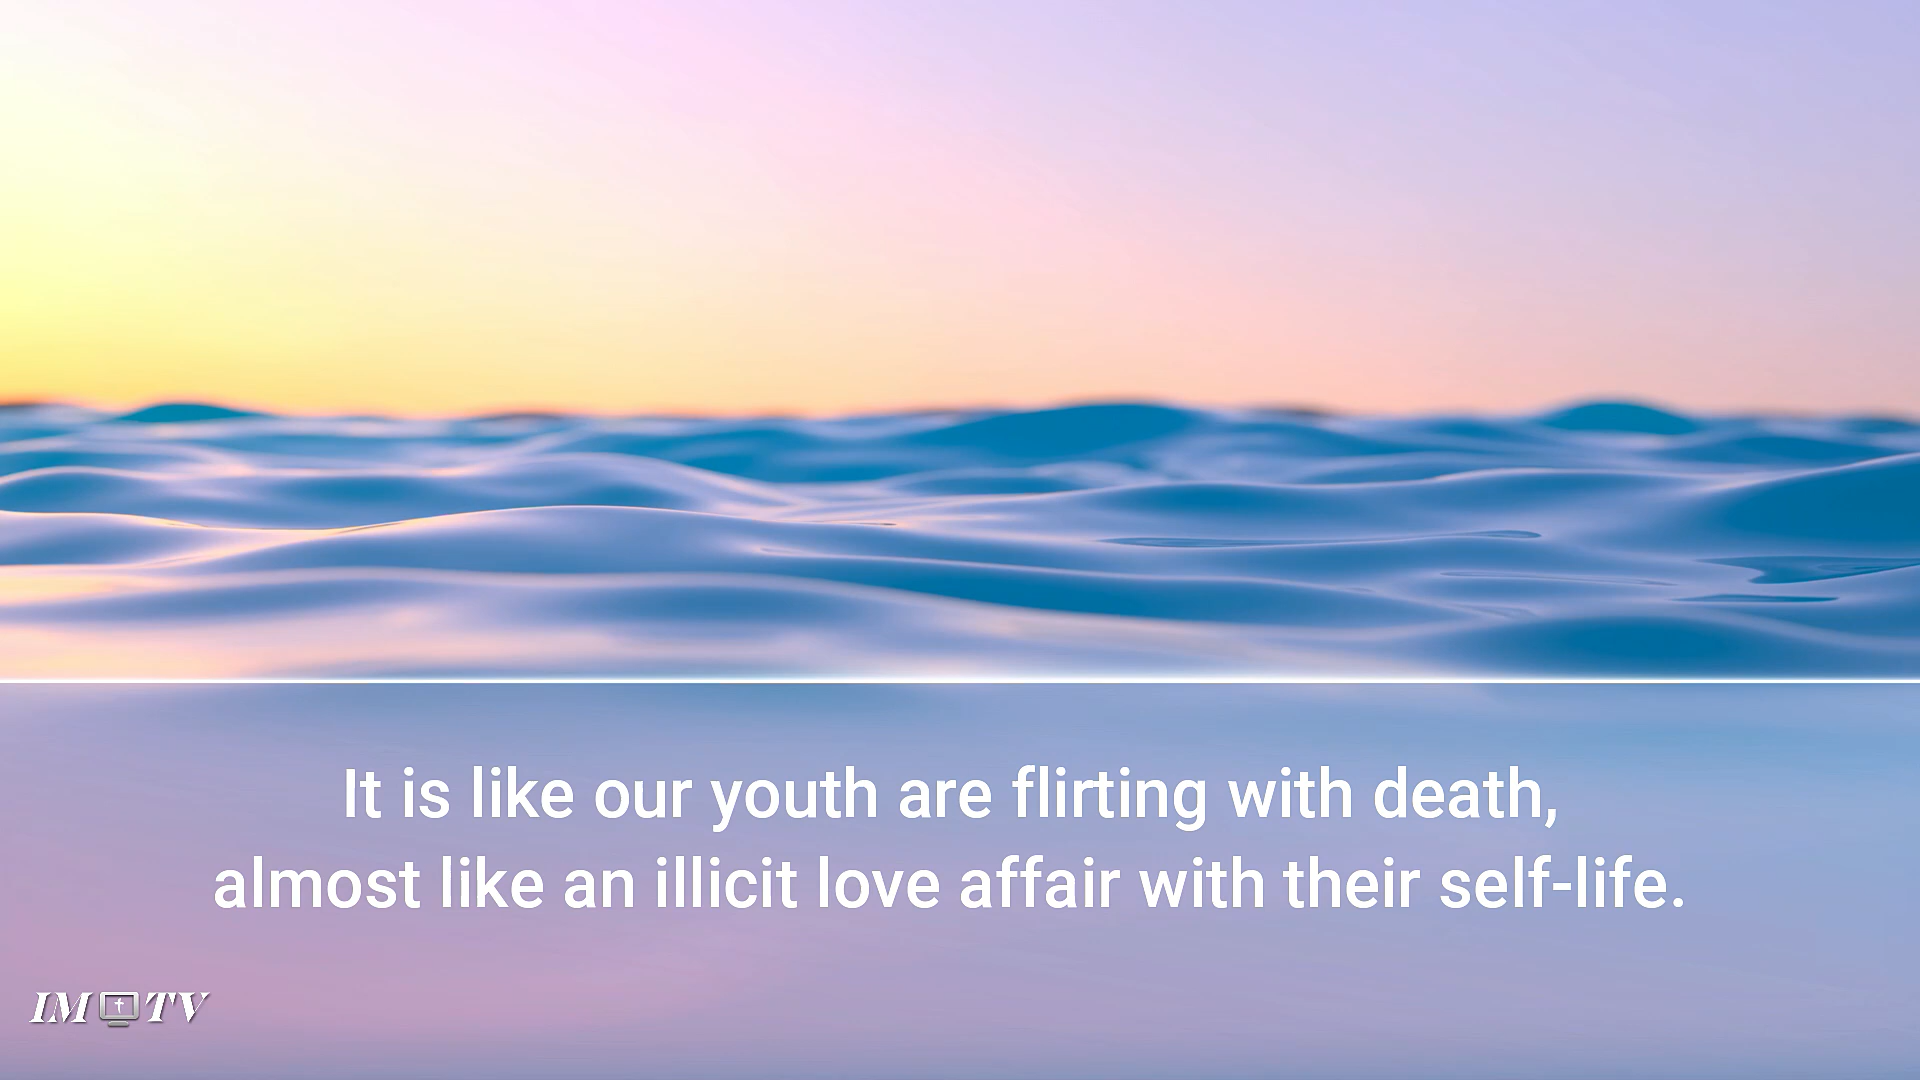 It is like our youth are flirting with death,
almost like an illicit love affair with their self-life.
IM TV